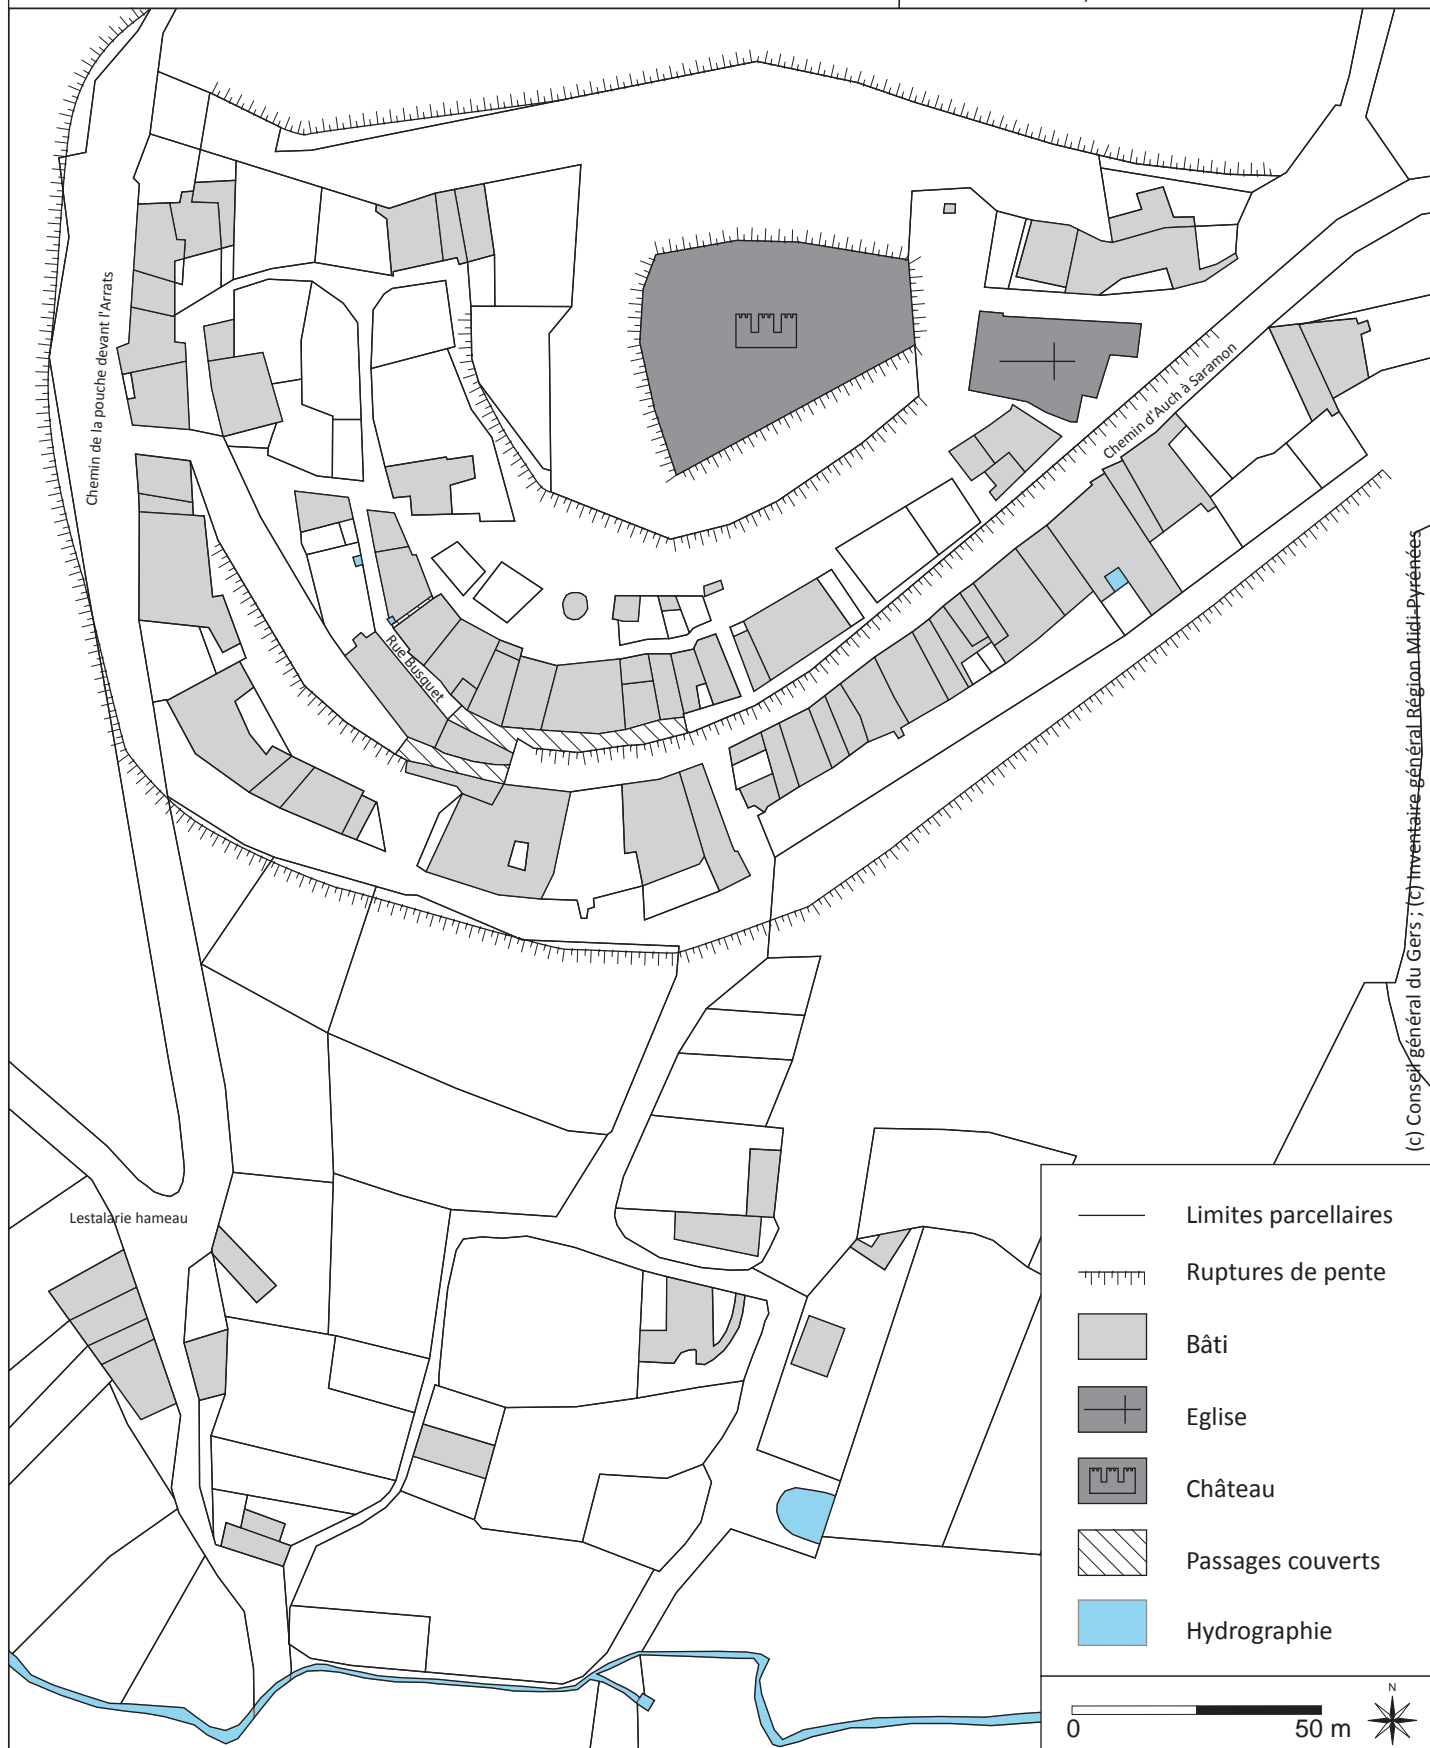 Chemin de la pouche devant l'Arrats
Chemin d'Auch à Saramon
Rue Busquet
Lestalarie hameau
(c) Conseil général du Gers ; (c) Inventaire général Région Midi-Pyrénées
Limites parcellaires
Ruptures de pente
Bâti
Eglise
Château
Passages couverts
Hydrographie
N
0 50 m